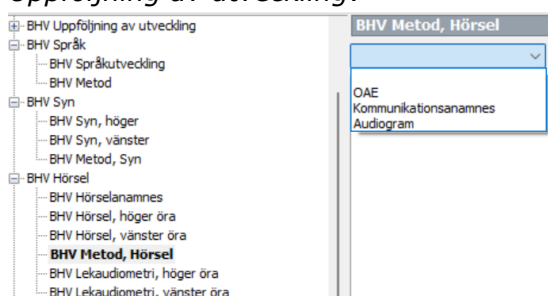 Uppföljning av utveckling.
BHV Uppföljning av utveckling
BHV Språk
BHV Språkutveckling
BHV Metod
BHV Syn
BHV Syn, höger
BHV Syn, vänster
BHV Metod, Syn
BHV Hörsel
BHV Hörselanamnes
BHV Hörsel, höger öra
BHV Hörsel, vänster öra
BHV Metod, Hörsel
BHV Lekaudiometri, höger öra
BHV Lekaudiometri, vänster öra
BHV Metod, Hörsel
OAE
Kommunikationsanamnes
Audiogram